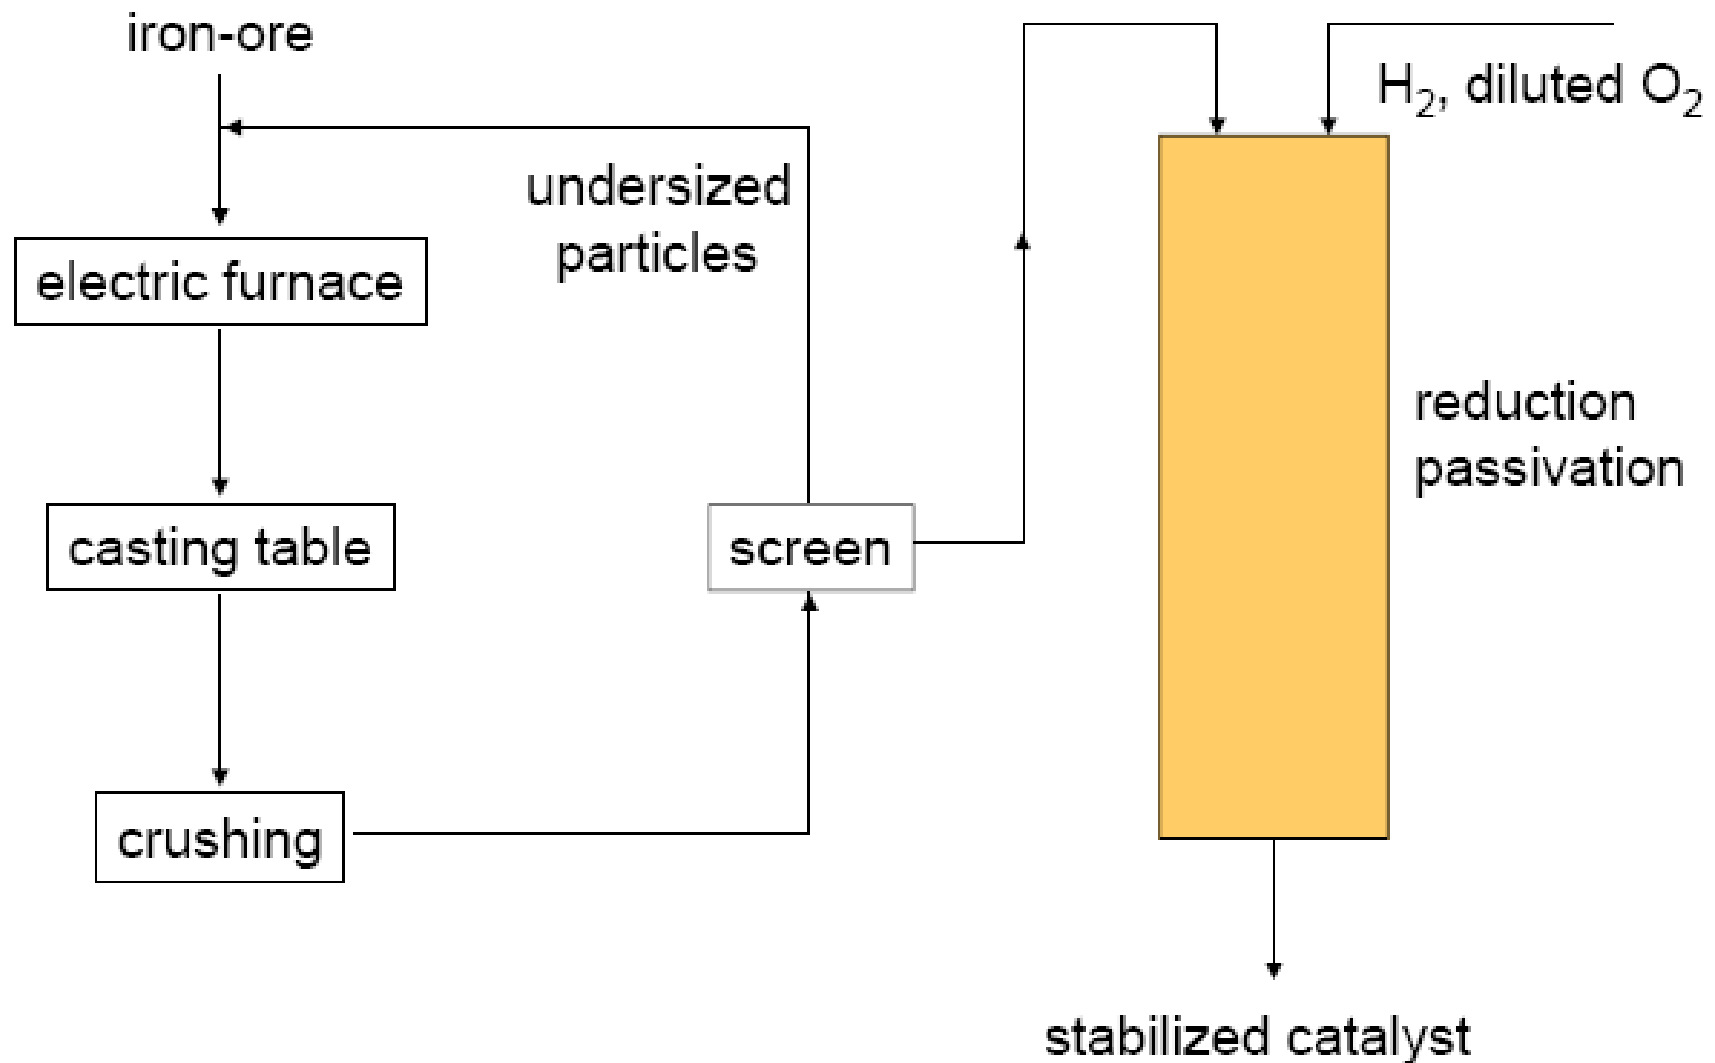 iron-ore
H₂, diluted O₂
undersized
particles
electric furnace
reduction
passivation
casting table
screen
crushing
stabilized catalyst